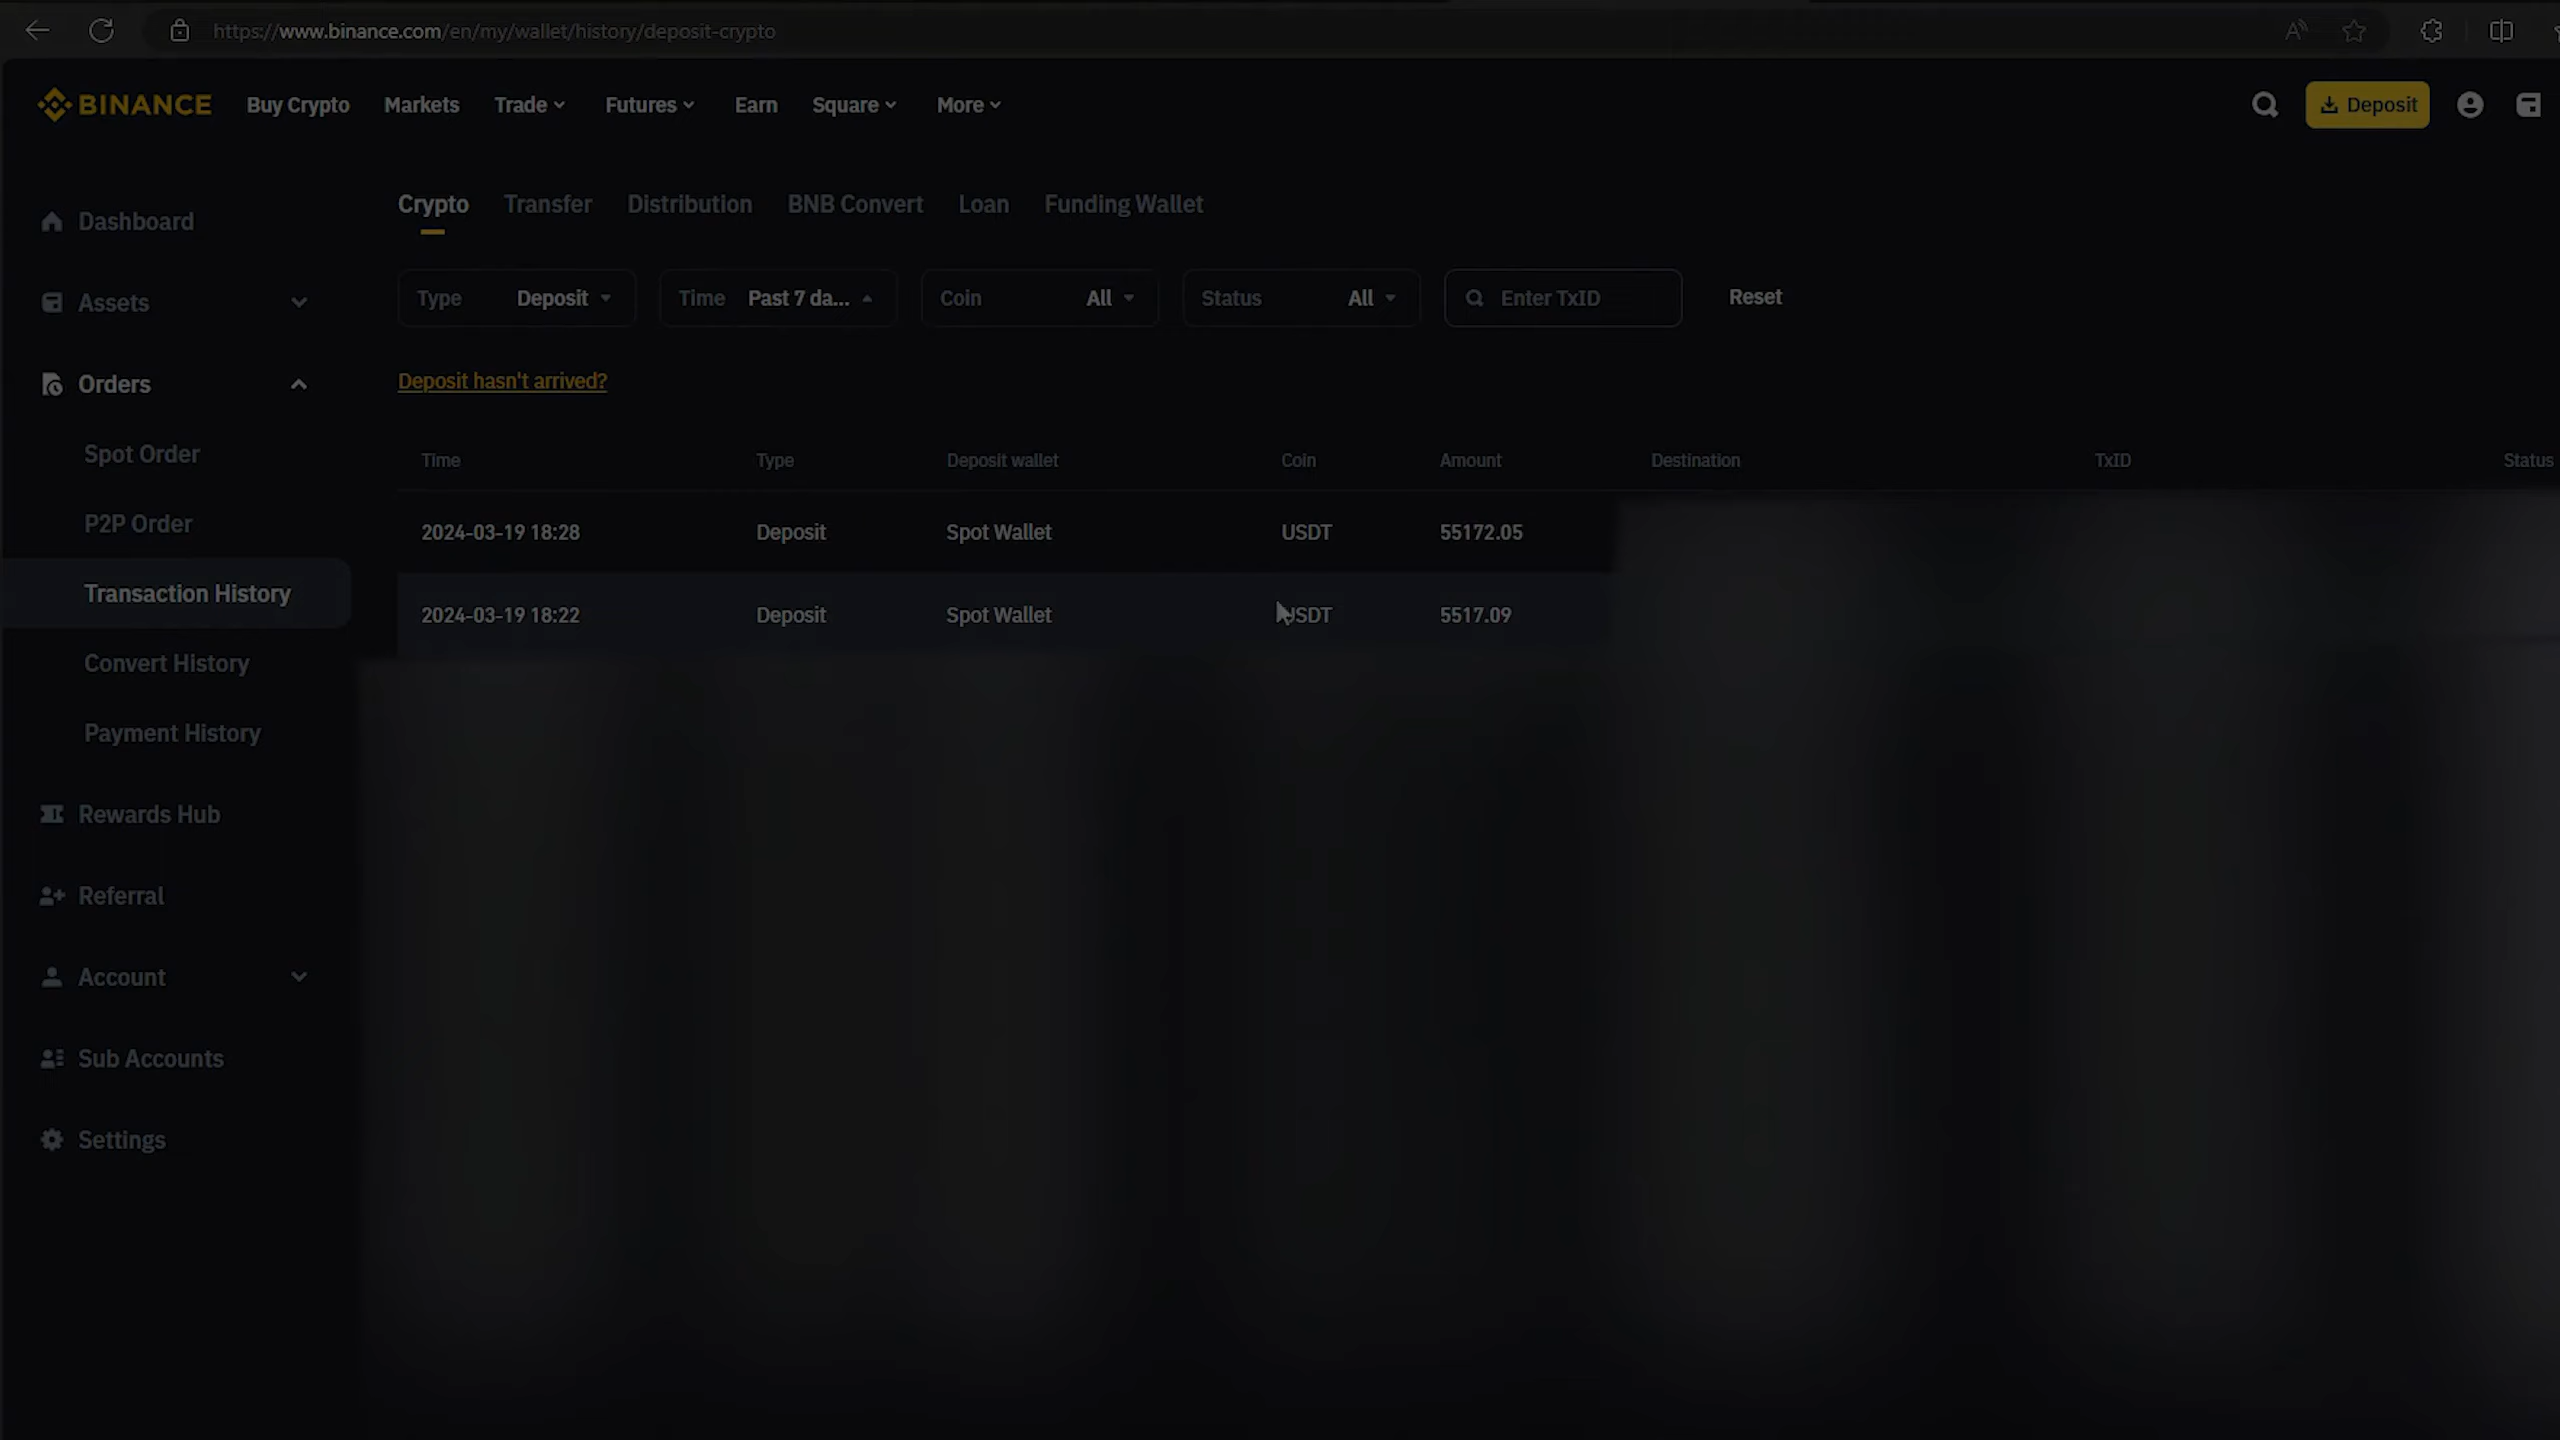 https://www.binance.com/en/my/wallet/history/deposit-crypto
BINANCE Buy Crypto Markets Trade Futures Earn Square More Deposit
Crypto Transfer Distribution BNB Convert Loan Funding Wallet
Dashboard
Assets
Orders
Spot Order
P2P Order
Transaction History
Convert History
Payment History
Rewards Hub
Referral
Account
Sub Accounts
Settings
Type Deposit Time Past 7 da... Coin All Status All Enter TxID Reset
Deposit hasn't arrived?
Time Type Deposit wallet Coin Amount Destination TxID Status
2024-03-19 18:28 Deposit Spot Wallet USDT 55172.05
2024-03-19 18:22 Deposit Spot Wallet USDT 5517.09